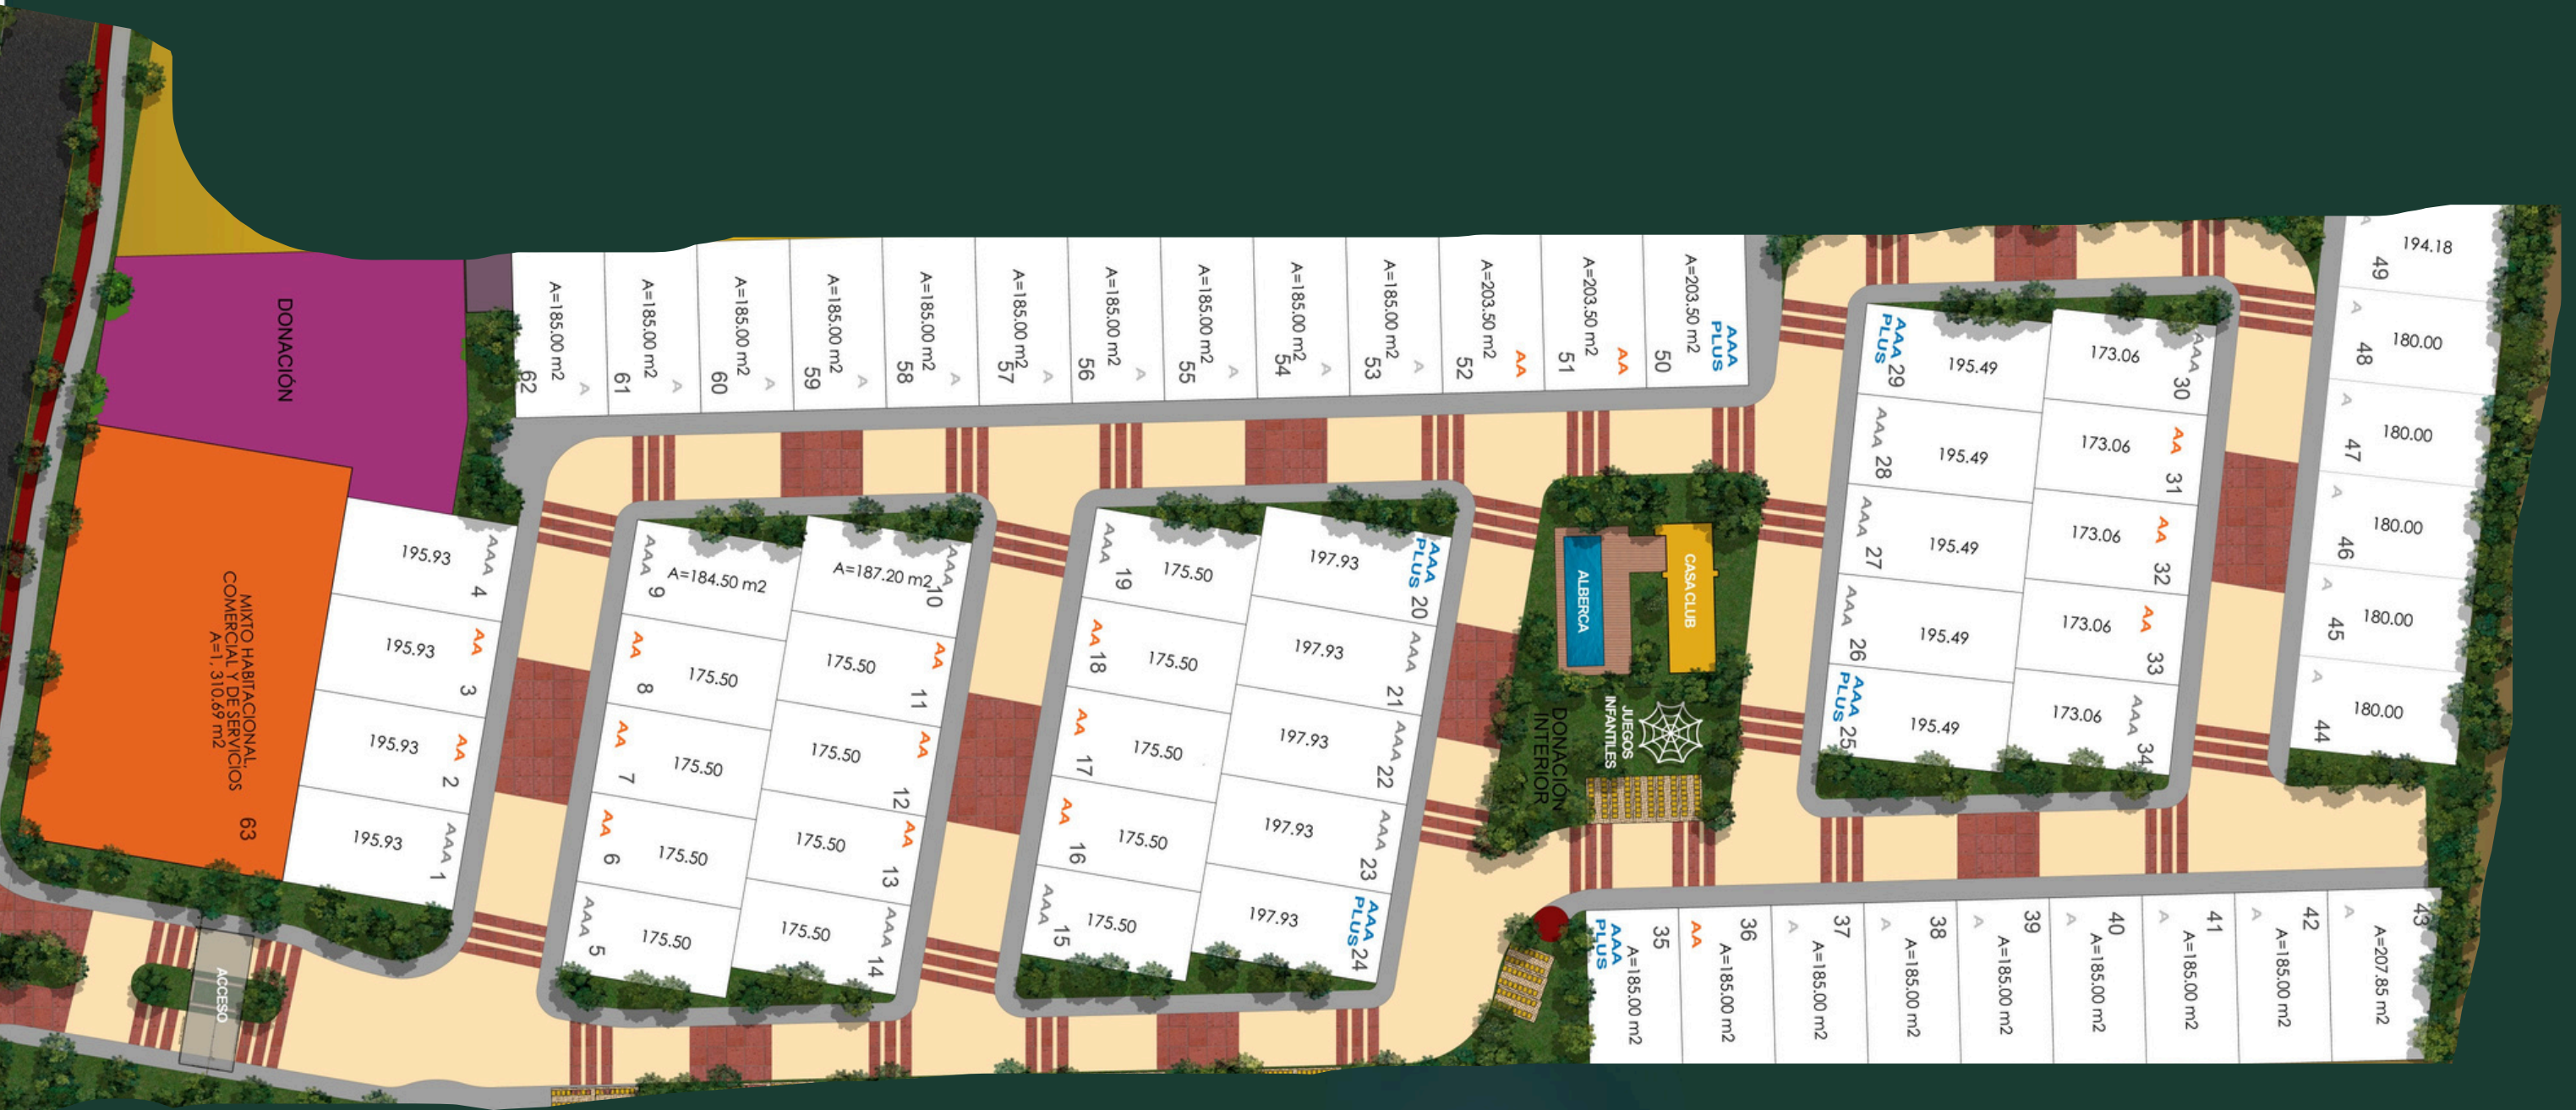 DONACIÓN
MIXTO HABITACIONAL,
COMERCIAL Y DE SERVICIOS
A=1, 310.69 m2
63
ACCESO
195.93
AAA
4
195.93
AA
3
195.93
AA
2
195.93
AAA
1
A=185.00 m2
62
A
A=185.00 m2
61
A
A=185.00 m2
60
A
A=185.00 m2
59
A
A=185.00 m2
58
A
A=185.00 m2
57
A
A=185.00 m2
56
A
A=185.00 m2
55
A
A=185.00 m2
54
A
A=185.00 m2
53
A
A=203.50 m2
52
AA
A=203.50 m2
51
AA
A=203.50 m2
50
AAA
PLUS
AAA
9
A=184.50 m2
AA
8
175.50
AA
7
175.50
AA
6
175.50
AAA
5
175.50
A=187.20 m2
AAA
10
175.50
AA
11
175.50
AA
12
175.50
AA
13
175.50
AAA
14
AAA
19
175.50
AA
18
175.50
AA
17
175.50
AA
16
175.50
AAA
15
175.50
197.93
AAA
PLUS
20
197.93
AAA
21
197.93
AAA
22
197.93
AAA
23
197.93
AAA
PLUS
24
ALBERCA
CASA CLUB
JUEGOS
INFANTILES
DONACIÓN
INTERIOR
AAA
PLUS
29
195.49
AAA
28
195.49
AAA
27
195.49
AAA
26
195.49
AAA
PLUS
25
195.49
173.06
AAA
30
173.06
AA
31
173.06
AA
32
173.06
AA
33
173.06
AAA
34
A
49
194.18
A
48
180.00
A
47
180.00
A
46
180.00
A
45
180.00
A
44
180.00
35
A=185.00 m2
AAA
PLUS
36
A=185.00 m2
AA
37
A=185.00 m2
A
38
A=185.00 m2
A
39
A=185.00 m2
A
40
A=185.00 m2
A
41
A=185.00 m2
A
42
A=185.00 m2
A
43
A=207.85 m2
A